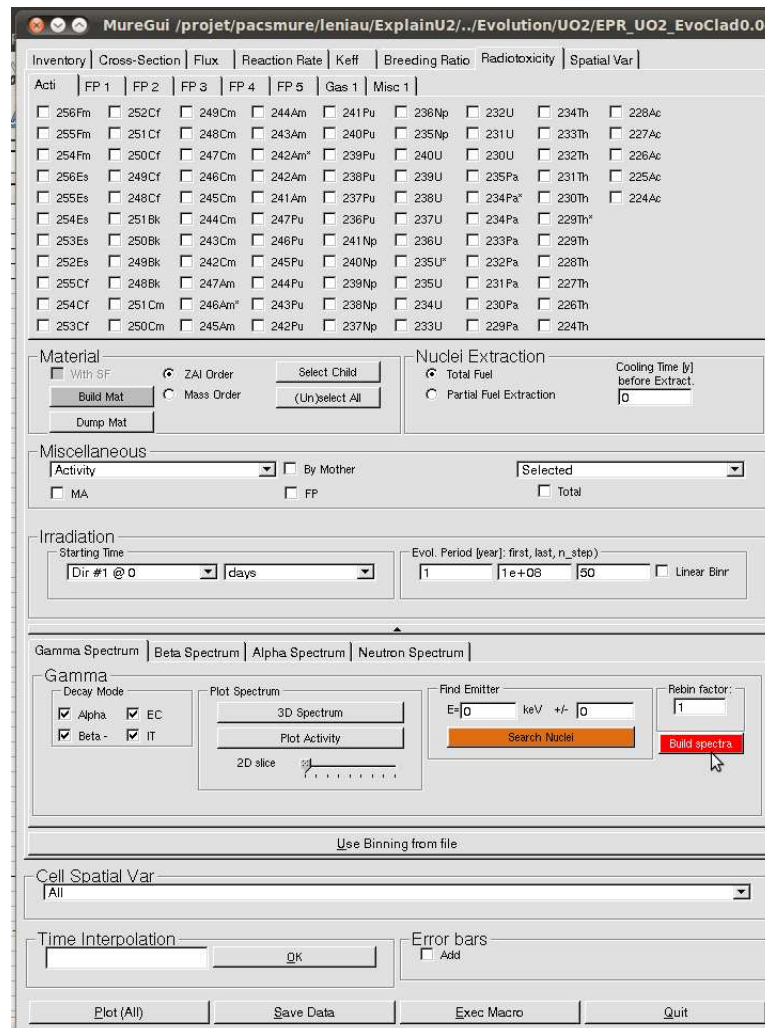 MureGui /projet/pacsmure/leniau/ExplainU2/../Evolution/UO2/EPR_UO2_EvoClad0.0
Inventory Cross-Section Flux Reaction Rate Keff Breeding Ratio Radiotoxicity Spatial Var
Acti FP 1 FP 2 FP 3 FP 4 FP 5 Gas 1 Misc 1
256Fm 252Cf 249Cm 244Am 241Pu 236Np 232U 234Th 228Ac
255Fm 251Cf 248Cm 243Am 240Pu 235Np 231U 233Th 227Ac
254Fm 250Cf 247Cm 242Am* 239Pu 240U 230U 232Th 226Ac
256Es 249Cf 246Cm 242Am 238Pu 239U 235Pa 231Th 225Ac
255Es 248Cf 245Cm 241Am 237Pu 238U 234Pa* 230Th 224Ac
254Es 251Bk 244Cm 247Pu 236Pu 237U 234Pa 229Th*
253Es 250Bk 243Cm 246Pu 241Np 236U 233Pa 229Th
252Es 249Bk 242Cm 245Pu 240Np 235U* 232Pa 228Th
255Cf 248Bk 247Am 244Pu 239Np 235U 231Pa 227Th
254Cf 251Cm 246Am* 243Pu 238Np 234U 230Pa 226Th
253Cf 250Cm 245Am 242Pu 237Np 233U 229Pa 224Th
Material
With SF ZAI Order Select Child
Build Mat Mass Order (Un)select All
Dump Mat
Nuclei Extraction
Total Fuel
Partial Fuel Extraction
Cooling Time [y]
before Extract.
0
Miscellaneous
Activity By Mother Selected
MA FP Total
Irradiation
Starting Time
Dir #1 @ 0 days
Evol. Period [year]: first, last, n_step)
1 1e+08 50 Linear Binr
Gamma Spectrum Beta Spectrum Alpha Spectrum Neutron Spectrum
Gamma
Decay Mode
Alpha EC
Beta - IT
Plot Spectrum
3D Spectrum
Plot Activity
2D slice
Find Emitter
E= 0 keV +/- 0
Search Nuclei
Rebin factor:
1
Build spectra
Use Binning from file
Cell Spatial Var
All
Time Interpolation
OK
Error bars
Add
Plot (All) Save Data Exec Macro Quit